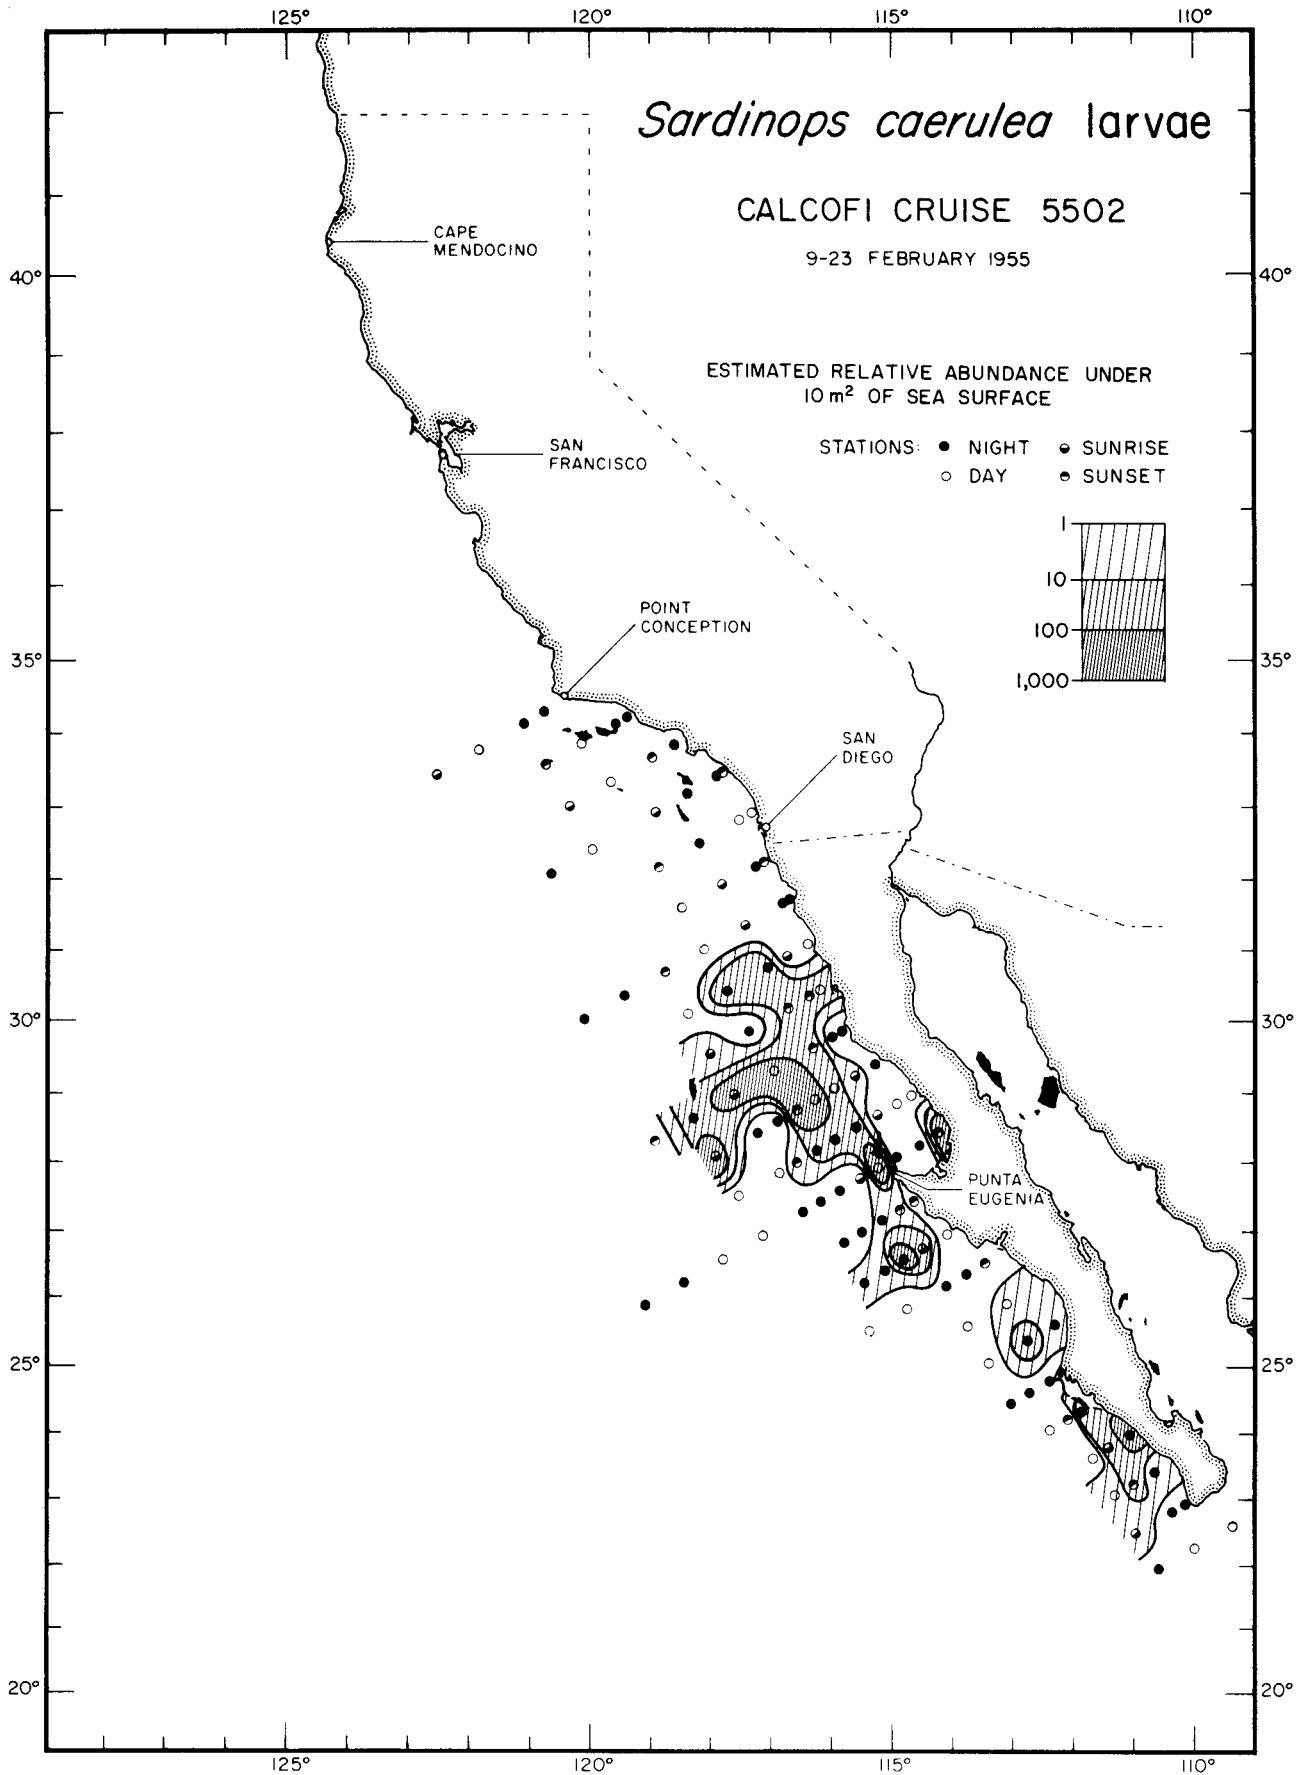 125° 120° 115° 110°
Sardinops caerulea larvae
CALCOFI CRUISE 5502
9-23 FEBRUARY 1955
CAPE
MENDOCINO
40° 40°
ESTIMATED RELATIVE ABUNDANCE UNDER
10 m² OF SEA SURFACE
STATIONS: NIGHT SUNRISE
DAY SUNSET
SAN
FRANCISCO
1
10
100
1,000
POINT
CONCEPTION
35° 35°
SAN
DIEGO
30° 30°
PUNTA
EUGENIA
25° 25°
20° 20°
125° 120° 115° 110°